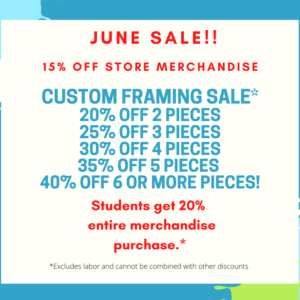 JUNE SALE!!
15% OFF STORE MERCHANDISE
CUSTOM FRAMING SALE*
20% OFF 2 PIECES
25% OFF 3 PIECES
30% OFF 4 PIECES
35% OFF 5 PIECES
40% OFF 6 OR MORE PIECES!
Students get 20%
entire merchandise
purchase.*
*Excludes labor and cannot be combined with other discounts